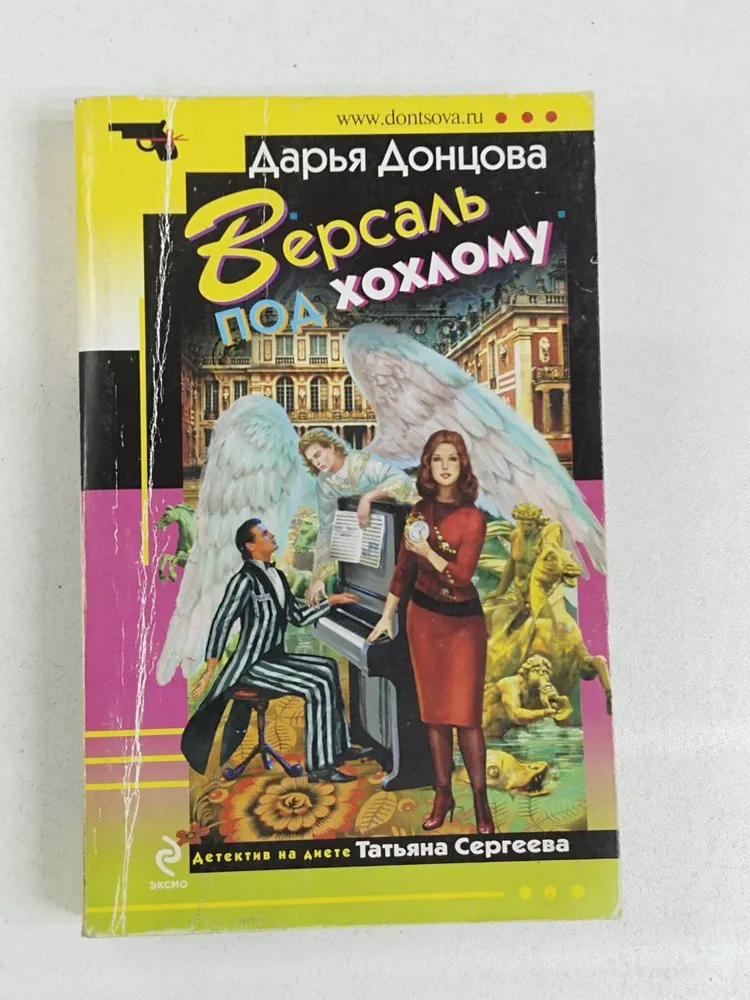 www.dontsova.ru
Дарья Донцова
Версаль
под хохлому
Детектив на диете Татьяна Сергеева
эксмо